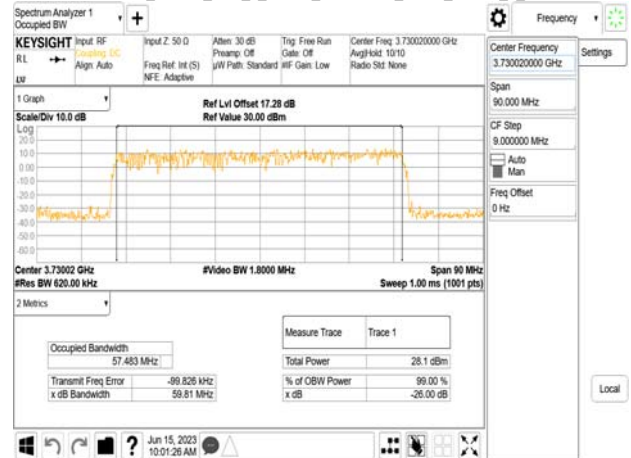 Spectrum Analyzer 1
Occupied BW
Frequency
KEYSIGHT
RL
Input: RF
Coupling: DC
Align: Auto
Input Z: 50 Ω
Freq Ref: Int (S)
NFE: Adaptive
Atten: 30 dB
Preamp: Off
µW Path: Standard
Trig: Free Run
Gate: Off
#IF Gain: Low
Center Freq: 3.730020000 GHz
Avg|Hold: 10/10
Radio Std: None
Center Frequency
3.730020000 GHz
Settings
Span
90.000 MHz
CF Step
9.000000 MHz
Auto
Man
Freq Offset
0 Hz
1 Graph
Scale/Div 10.0 dB
Ref Lvl Offset 17.28 dB
Ref Value 30.00 dBm
Log
20.0
10.0
0.00
-10.0
-20.0
-30.0
-40.0
-50.0
-60.0
Center 3.73002 GHz
#Video BW 1.8000 MHz
Span 90 MHz
#Res BW 620.00 kHz
Sweep 1.00 ms (1001 pts)
2 Metrics
Measure Trace Trace 1
Occupied Bandwidth
57.483 MHz
Total Power 28.1 dBm
Transmit Freq Error -99.826 kHz
% of OBW Power 99.00 %
x dB Bandwidth 59.81 MHz
x dB -26.00 dB
Local
Jun 15, 2023
10:01:26 AM